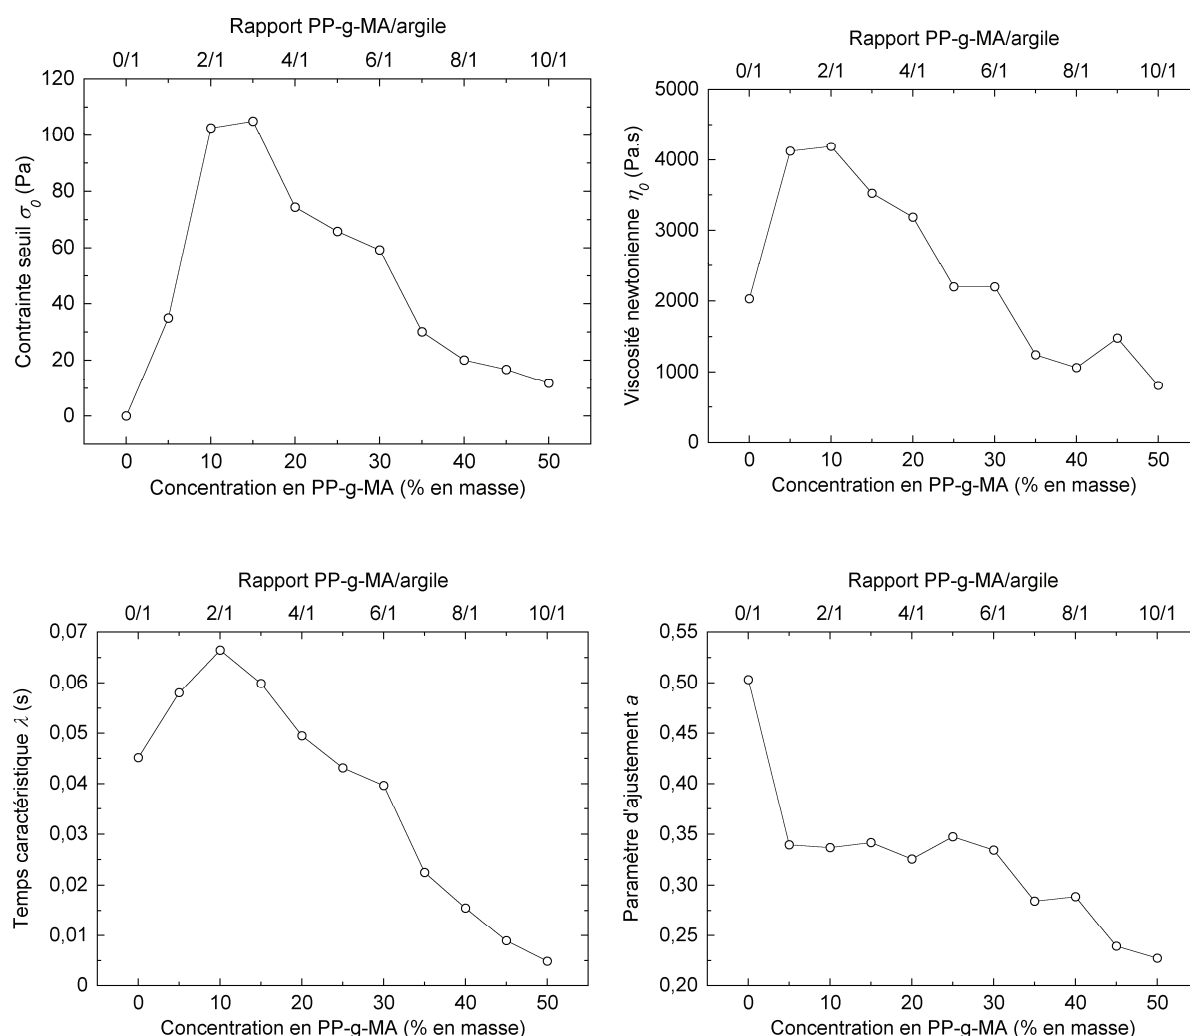 Rapport PP-g-MA/argile
0/1 2/1 4/1 6/1 8/1 10/1
120
100
80
60
40
20
0
Contrainte seuil σ0 (Pa)
0 10 20 30 40 50
Concentration en PP-g-MA (% en masse)
Rapport PP-g-MA/argile
0/1 2/1 4/1 6/1 8/1 10/1
5000
4000
3000
2000
1000
0
Viscosité newtonienne η0 (Pa.s)
0 10 20 30 40 50
Concentration en PP-g-MA (% en masse)
Rapport PP-g-MA/argile
0/1 2/1 4/1 6/1 8/1 10/1
0,07
0,06
0,05
0,04
0,03
0,02
0,01
0
Temps caractéristique λ (s)
0 10 20 30 40 50
Concentration en PP-g-MA (% en masse)
Rapport PP-g-MA/argile
0/1 2/1 4/1 6/1 8/1 10/1
0,55
0,50
0,45
0,40
0,35
0,30
0,25
0,20
Paramètre d'ajustement a
0 10 20 30 40 50
Concentration en PP-g-MA (% en masse)